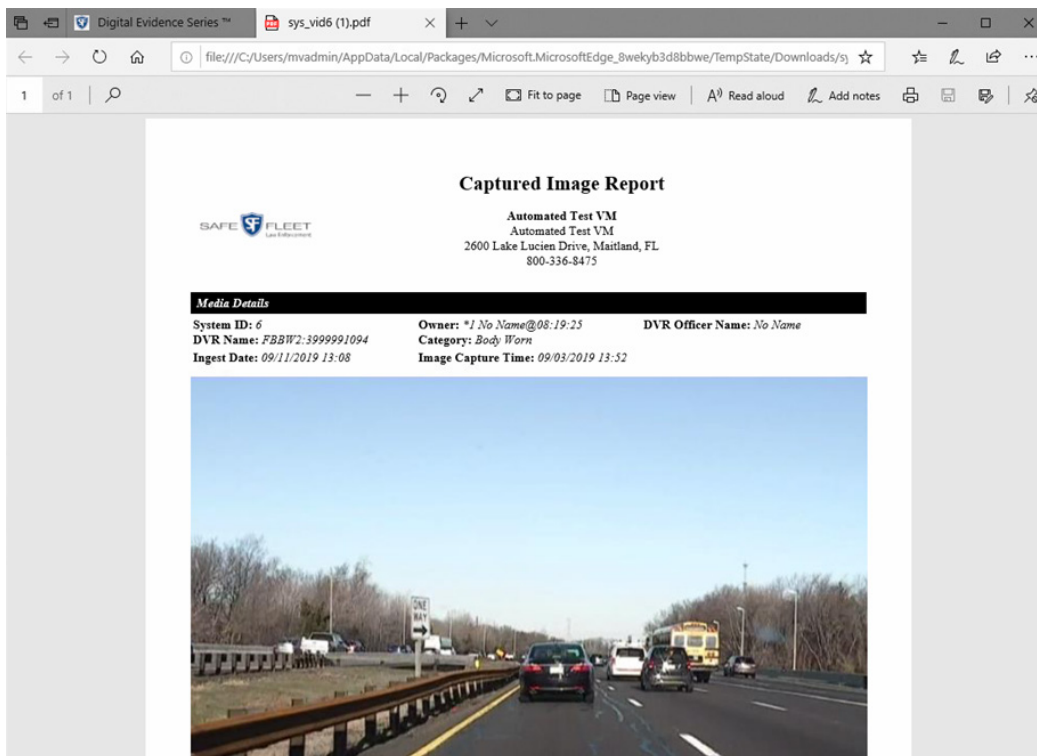 Digital Evidence Series ™
sys_vid6 (1).pdf
file:///C:/Users/mvadmin/AppData/Local/Packages/Microsoft.MicrosoftEdge_8wekyb3d8bbwe/TempState/Downloads/sy
1 of 1
Fit to page
Page view
Read aloud
Add notes
Captured Image Report
SAFE SF FLEET
Law Enforcement
Automated Test VM
Automated Test VM
2600 Lake Lucien Drive, Maitland, FL
800-336-8475
Media Details
System ID: 6 Owner: *1 No Name@08:19:25 DVR Officer Name: No Name
DVR Name: FBBW2:3999991094 Category: Body Worn
Ingest Date: 09/11/2019 13:08 Image Capture Time: 09/03/2019 13:52
ONE
WAY